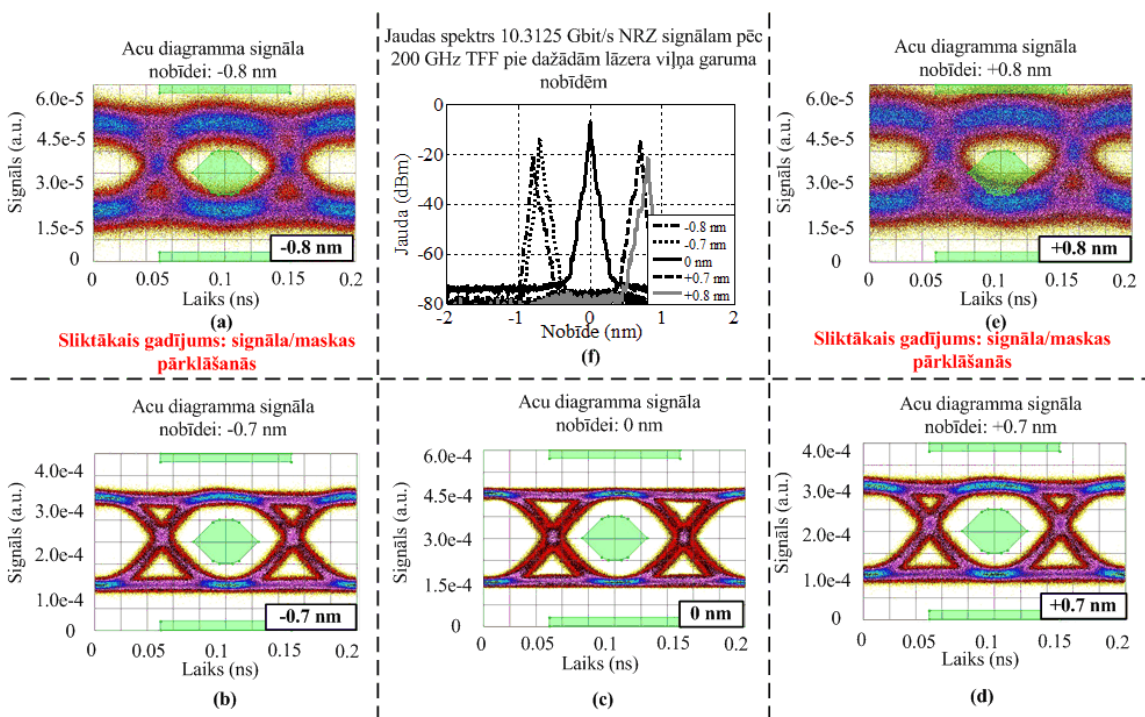 Acu diagramma signāla
nobīdei: -0.8 nm
6.0e-5
4.5e-5
3.0e-5
1.5e-5
0
Signāls (a.u.)
-0.8 nm
0 0.05 0.1 0.15 0.2
Laiks (ns)
(a)
Sliktākais gadījums: signāla/maskas
pārklāšanās
Jaudas spektrs 10.3125 Gbit/s NRZ signālam pēc
200 GHz TFF pie dažādām lāzera viļņa garuma
nobīdēm
0
-20
-40
-60
-80
Jauda (dBm)
-0.8 nm
-0.7 nm
0 nm
+0.7 nm
+0.8 nm
-2 -1 0 1 2
Nobīde (nm)
(f)
Acu diagramma signāla
nobīdei: +0.8 nm
6.0e-5
4.5e-5
3.0e-5
1.5e-5
0
Signāls (a.u.)
+0.8 nm
0 0.05 0.1 0.15 0.2
Laiks (ns)
(e)
Sliktākais gadījums: signāla/maskas
pārklāšanās
Acu diagramma signāla
nobīdei: -0.7 nm
4.0e-4
3.0e-4
2.0e-4
1.0e-4
0
Signāls (a.u.)
-0.7 nm
0 0.05 0.1 0.15 0.2
Laiks (ns)
(b)
Acu diagramma signāla
nobīdei: 0 nm
6.0e-4
4.5e-4
3.0e-4
1.5e-4
0
Signāls (a.u.)
0 nm
0 0.05 0.1 0.15 0.2
Laiks (ns)
(c)
Acu diagramma signāla
nobīdei: +0.7 nm
4.0e-4
3.0e-4
2.0e-4
1.0e-4
0
Signāls (a.u.)
+0.7 nm
0 0.05 0.1 0.15 0.2
Laiks (ns)
(d)